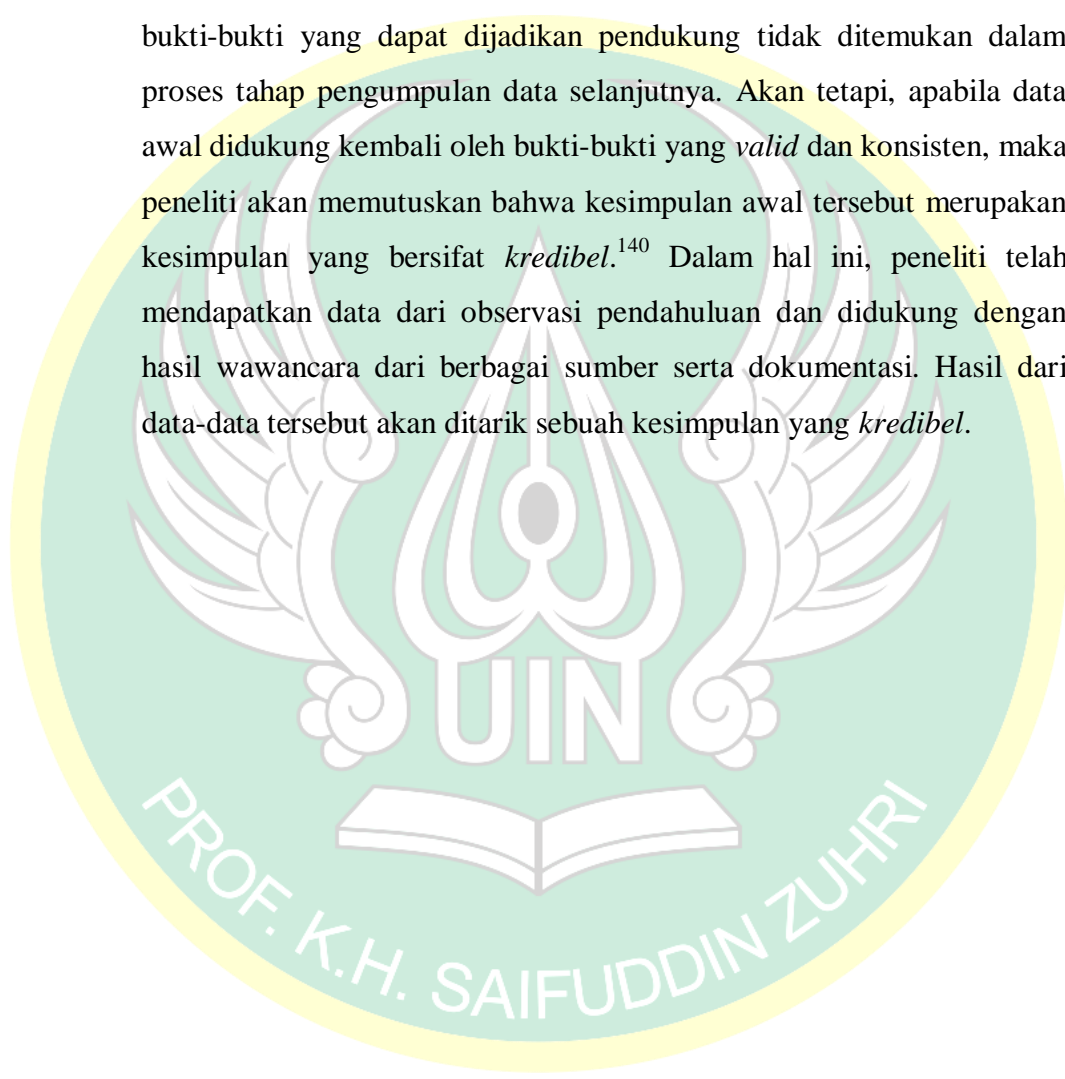 bukti-bukti yang dapat dijadikan pendukung tidak ditemukan dalam
proses tahap pengumpulan data selanjutnya. Akan tetapi, apabila data
awal didukung kembali oleh bukti-bukti yang valid dan konsisten, maka
peneliti akan memutuskan bahwa kesimpulan awal tersebut merupakan
kesimpulan yang bersifat kredibel.140 Dalam hal ini, peneliti telah
mendapatkan data dari observasi pendahuluan dan didukung dengan
hasil wawancara dari berbagai sumber serta dokumentasi. Hasil dari
data-data tersebut akan ditarik sebuah kesimpulan yang kredibel.
UIN
PROF. K.H. SAIFUDDIN ZUHRI